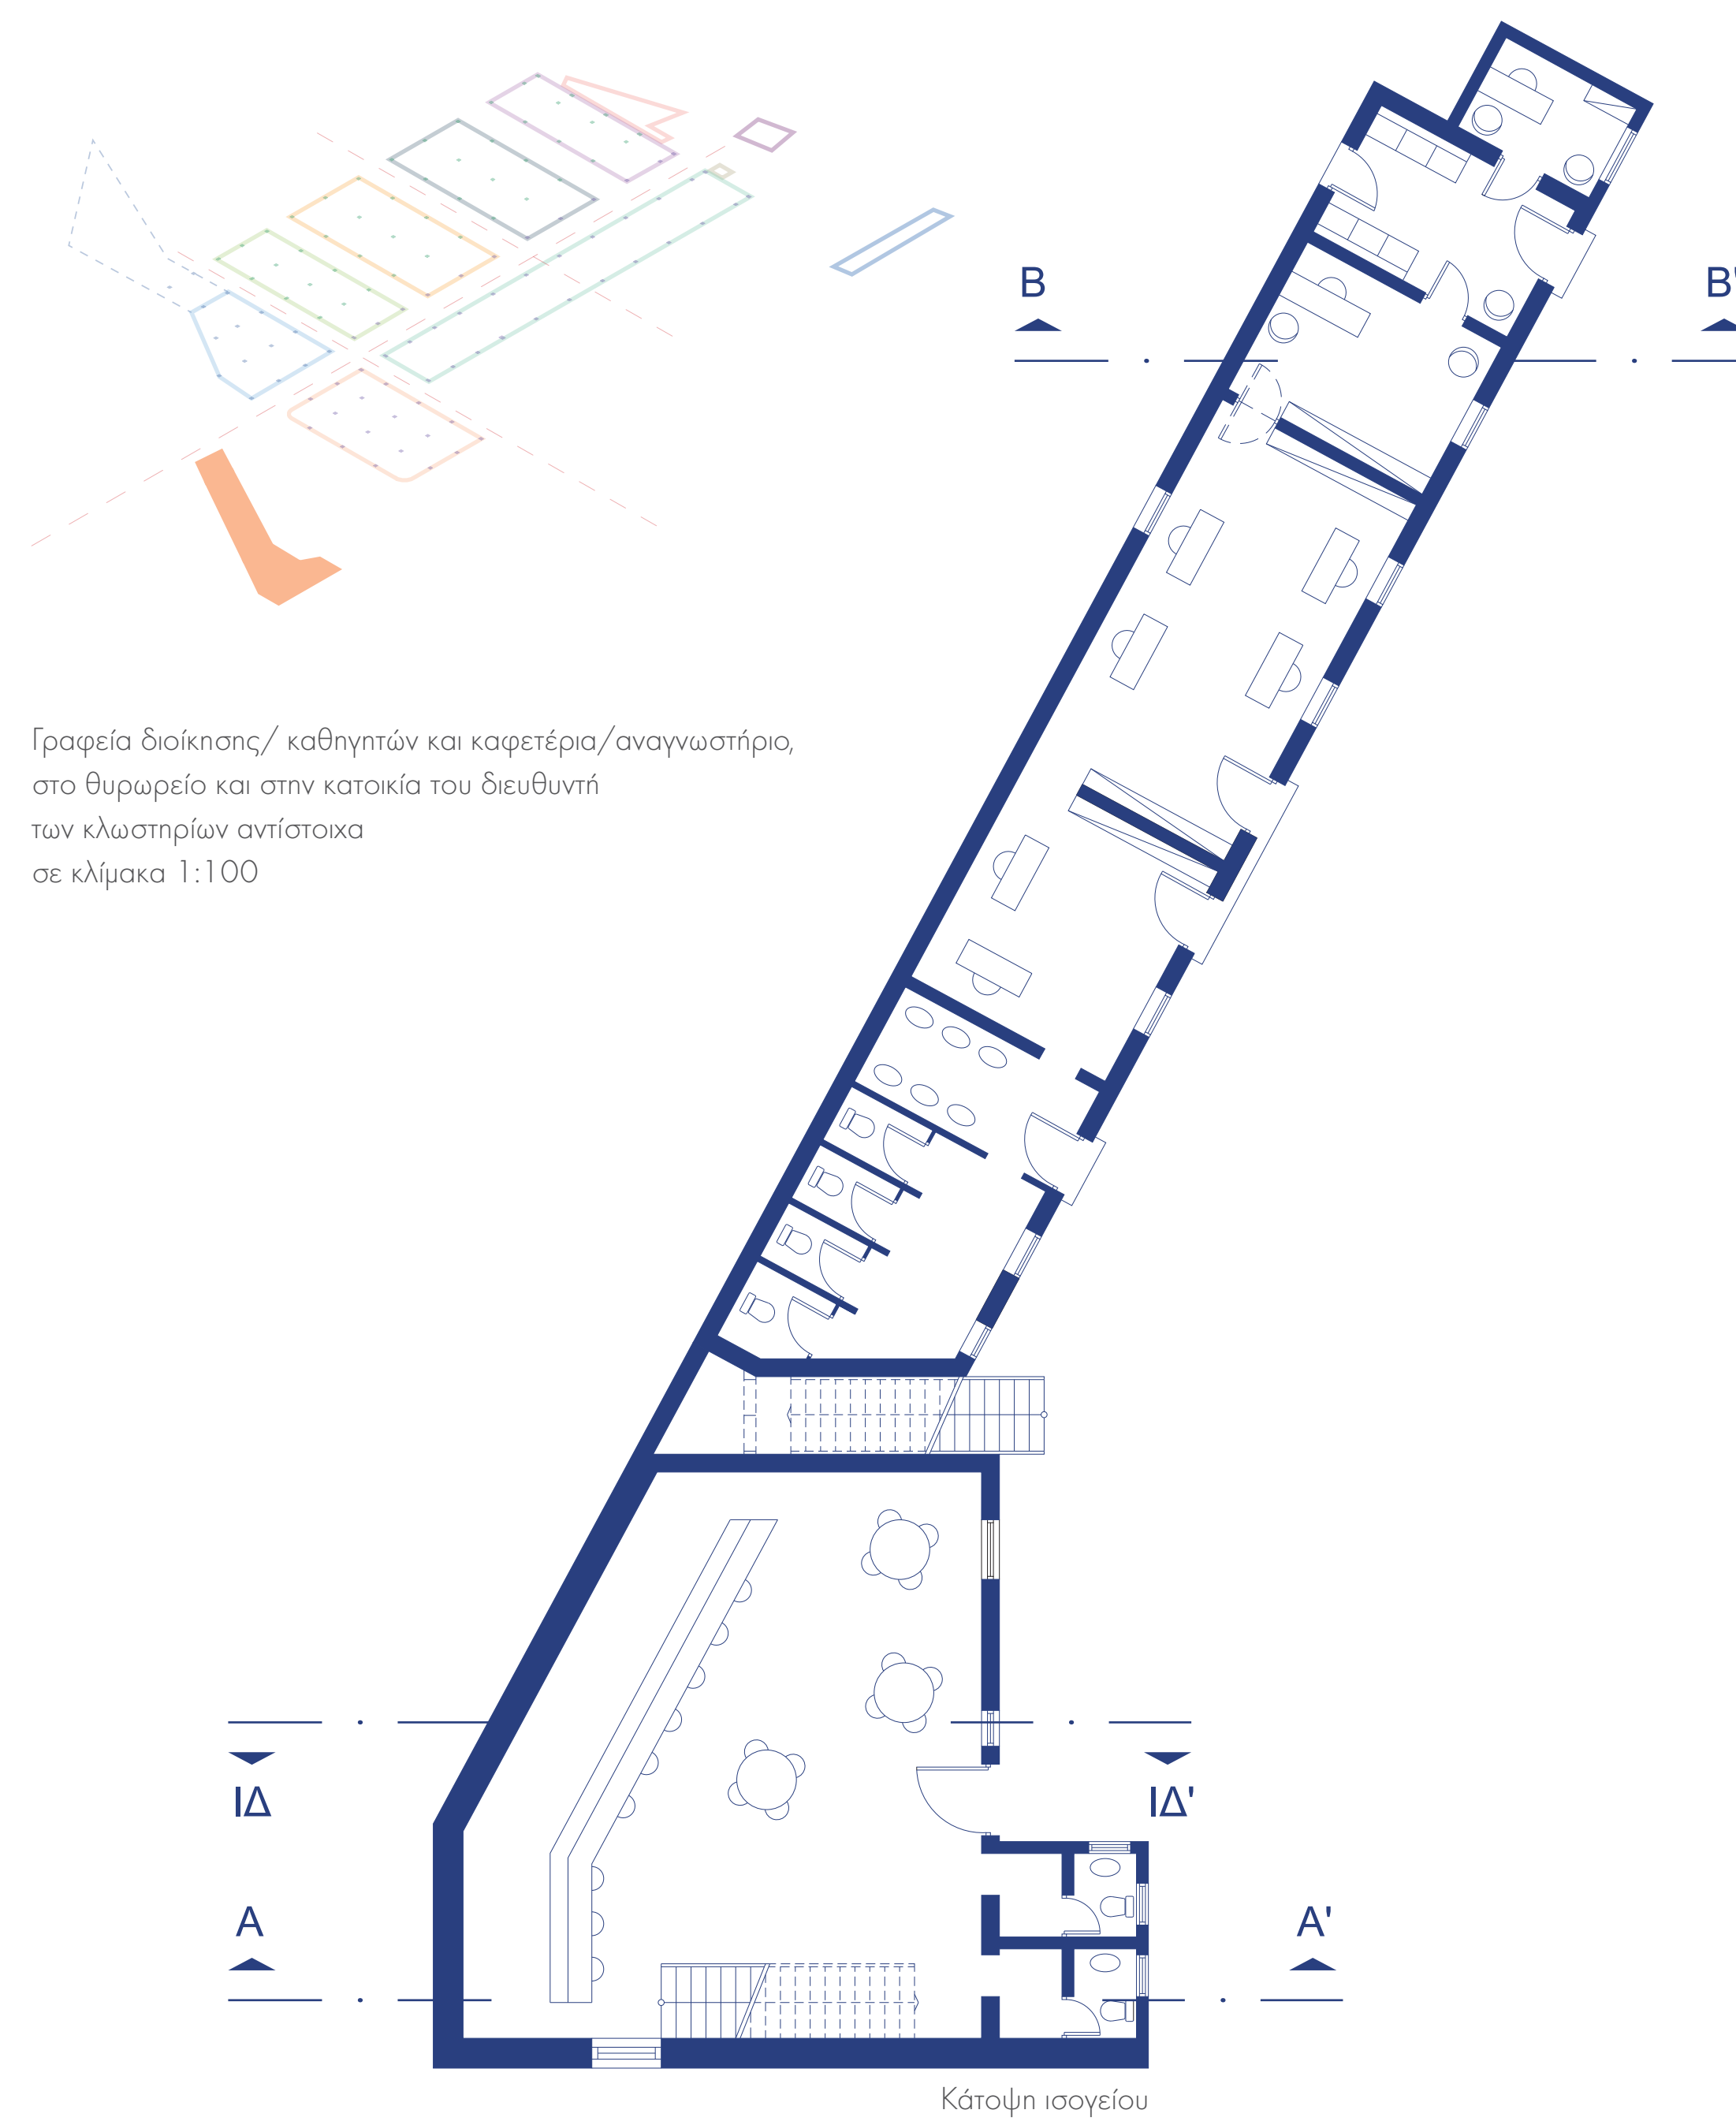 Β
Β'
Γραφεία διοίκησης/ καθηγητών και καφετέρια/αναγνωστήριο,
στο θυρωρείο και στην κατοικία του διευθυντή
των κλωστηρίων αντίστοιχα
σε κλίμακα 1:100
ΙΔ
ΙΔ'
Α
Α'
Κάτοψη ισογείου